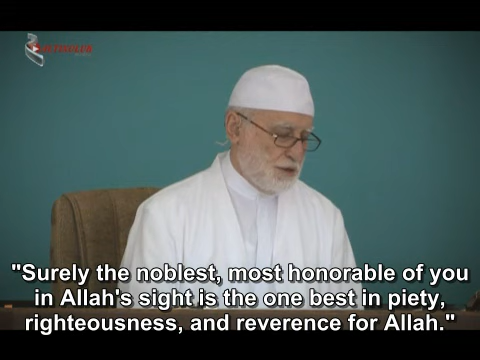 "Surely the noblest, most honorable of you
in Allah's sight is the one best in piety,
righteousness, and reverence for Allah."